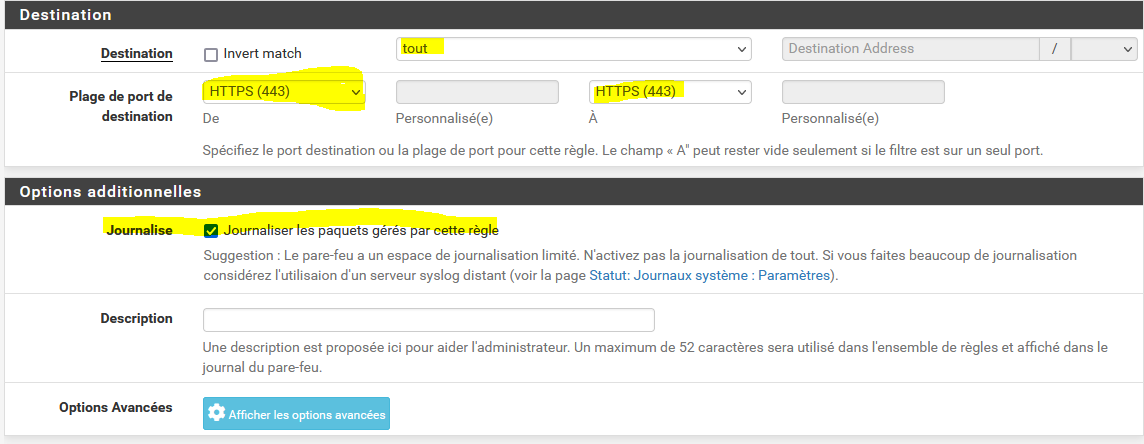 Destination
Destination Invert match tout Destination Address /
Plage de port de destination HTTPS (443) HTTPS (443)
De Personnalisé(e) À Personnalisé(e)
Spécifiez le port destination ou la plage de port pour cette règle. Le champ « A" peut rester vide seulement si le filtre est sur un seul port.
Options additionnelles
Journalise Journaliser les paquets gérés par cette règle
Suggestion : Le pare-feu a un espace de journalisation limité. N'activez pas la journalisation de tout. Si vous faites beaucoup de journalisation
considérez l'utilisaion d'un serveur syslog distant (voir la page Statut: Journaux système : Paramètres).
Description
Une description est proposée ici pour aider l'administrateur. Un maximum de 52 caractères sera utilisé dans l'ensemble de règles et affiché dans le
journal du pare-feu.
Options Avancées Afficher les options avancées